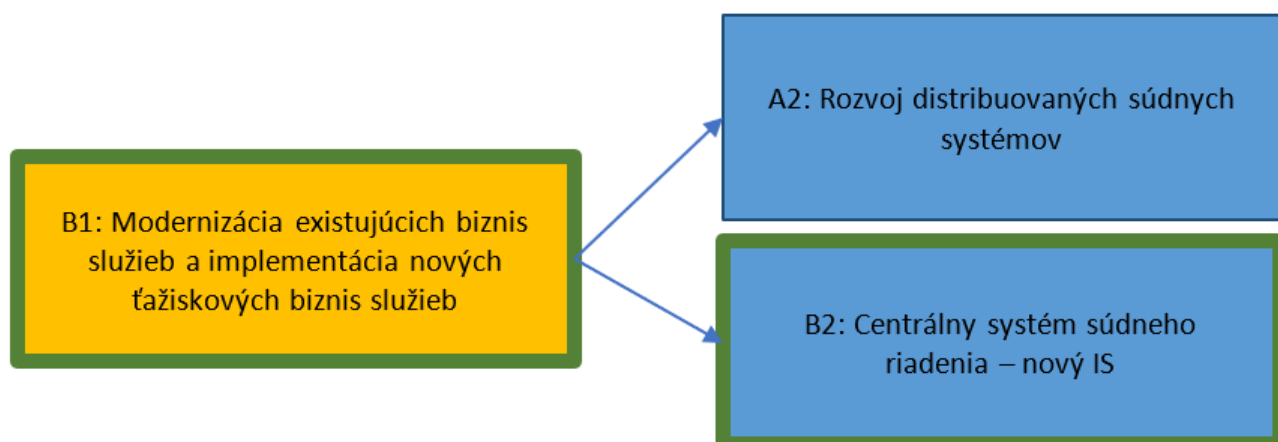 B1: Modernizácia existujúcich biznis
služieb a implementácia nových
ťažiskových biznis služieb
A2: Rozvoj distribuovaných súdnych
systémov
B2: Centrálny systém súdneho
riadenia – nový IS